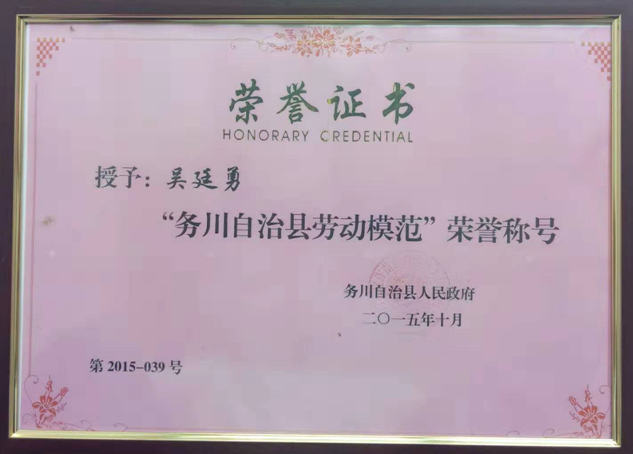 荣誉证书
HONORARY CREDENTIAL
授予：吴廷勇
“务川自治县劳动模范”荣誉称号
务川自治县人民政府
二〇一五年十月
第 2015-039 号